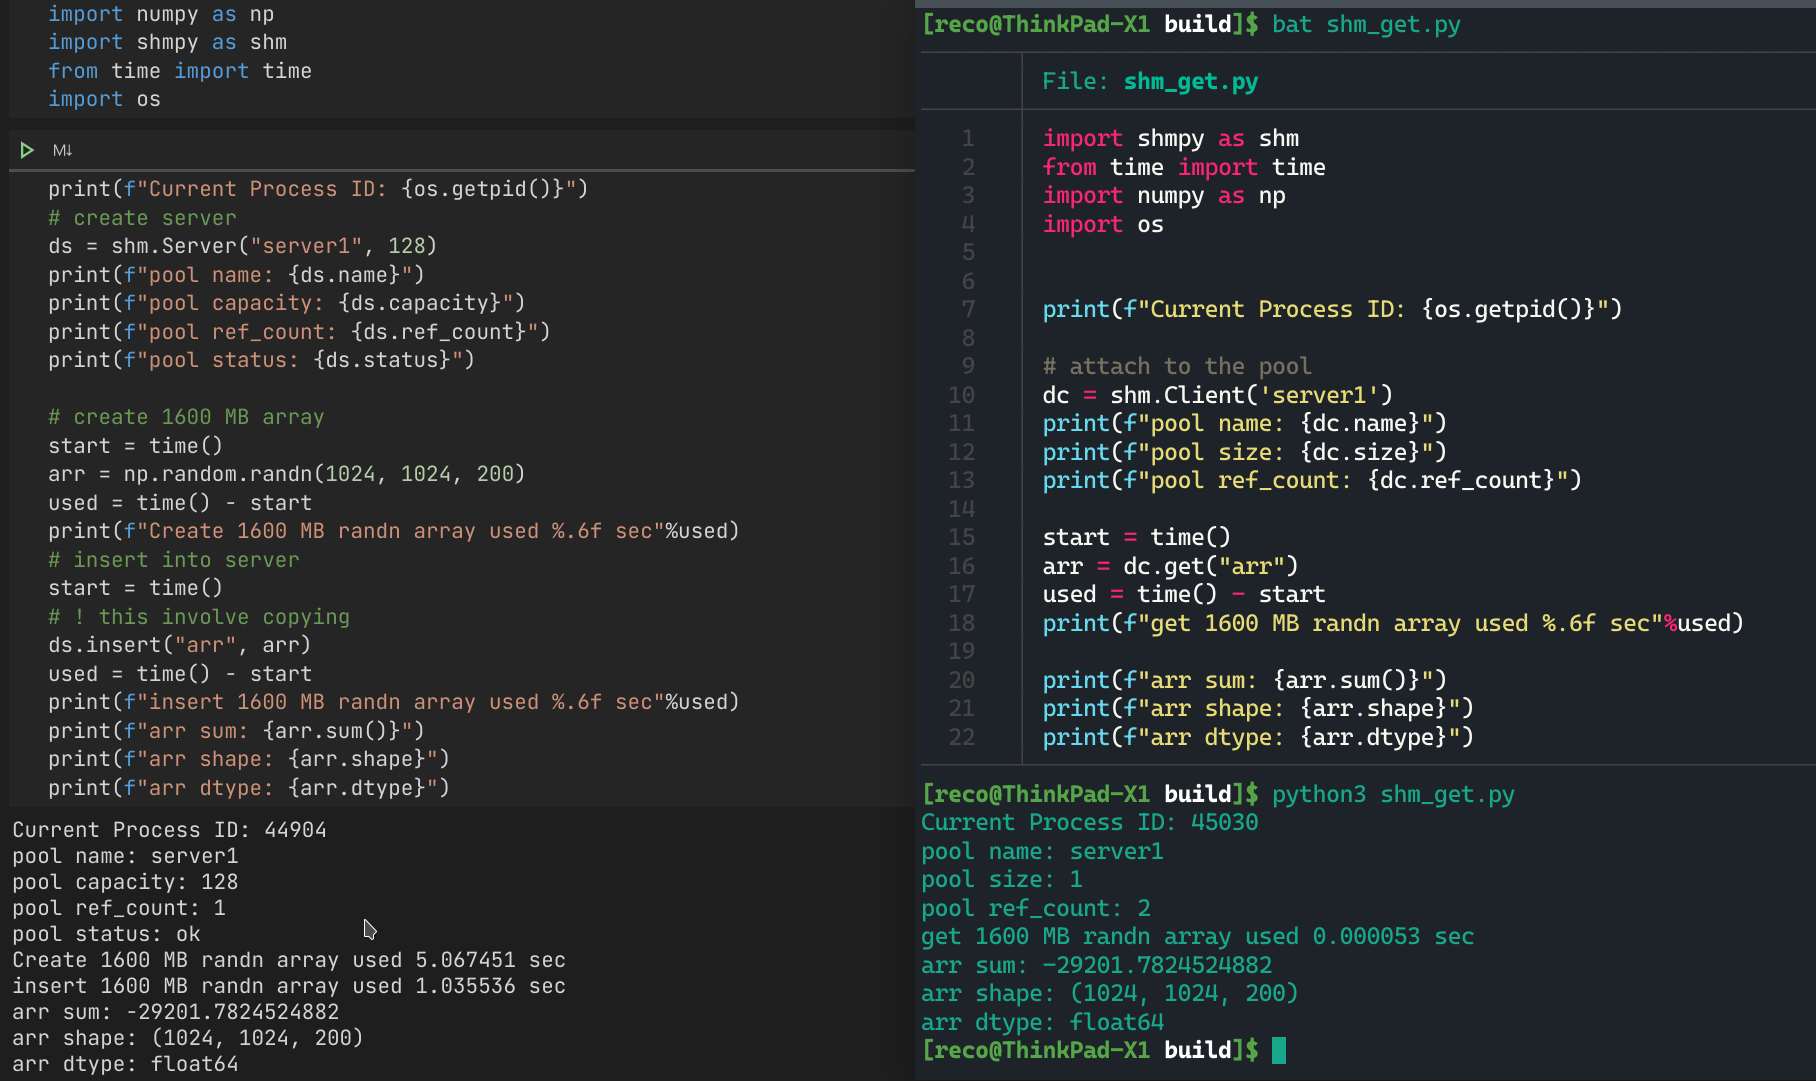 import numpy as np
import shmpy as shm
from time import time
import os
M↓
print(f"Current Process ID: {os.getpid()}")
# create server
ds = shm.Server("server1", 128)
print(f"pool name: {ds.name}")
print(f"pool capacity: {ds.capacity}")
print(f"pool ref_count: {ds.ref_count}")
print(f"pool status: {ds.status}")
# create 1600 MB array
start = time()
arr = np.random.randn(1024, 1024, 200)
used = time() - start
print(f"Create 1600 MB randn array used %.6f sec"%used)
# insert into server
start = time()
# ! this involve copying
ds.insert("arr", arr)
used = time() - start
print(f"insert 1600 MB randn array used %.6f sec"%used)
print(f"arr sum: {arr.sum()}")
print(f"arr shape: {arr.shape}")
print(f"arr dtype: {arr.dtype}")
Current Process ID: 44904
pool name: server1
pool capacity: 128
pool ref_count: 1
pool status: ok
Create 1600 MB randn array used 5.067451 sec
insert 1600 MB randn array used 1.035536 sec
arr sum: -29201.7824524882
arr shape: (1024, 1024, 200)
arr dtype: float64
[reco@ThinkPad-X1 build]$ bat shm_get.py
File: shm_get.py
1 import shmpy as shm
2 from time import time
3 import numpy as np
4 import os
5
6
7 print(f"Current Process ID: {os.getpid()}")
8
9 # attach to the pool
10 dc = shm.Client('server1')
11 print(f"pool name: {dc.name}")
12 print(f"pool size: {dc.size}")
13 print(f"pool ref_count: {dc.ref_count}")
14
15 start = time()
16 arr = dc.get("arr")
17 used = time() - start
18 print(f"get 1600 MB randn array used %.6f sec"%used)
19
20 print(f"arr sum: {arr.sum()}")
21 print(f"arr shape: {arr.shape}")
22 print(f"arr dtype: {arr.dtype}")
[reco@ThinkPad-X1 build]$ python3 shm_get.py
Current Process ID: 45030
pool name: server1
pool size: 1
pool ref_count: 2
get 1600 MB randn array used 0.000053 sec
arr sum: -29201.7824524882
arr shape: (1024, 1024, 200)
arr dtype: float64
[reco@ThinkPad-X1 build]$